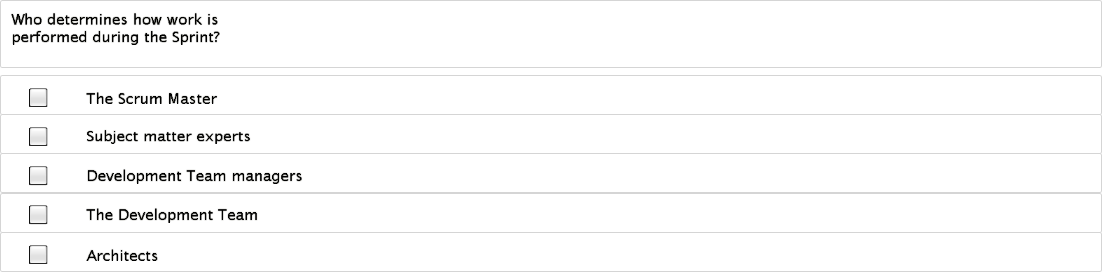 Who determines how work is
performed during the Sprint?
The Scrum Master
Subject matter experts
Development Team managers
The Development Team
Architects